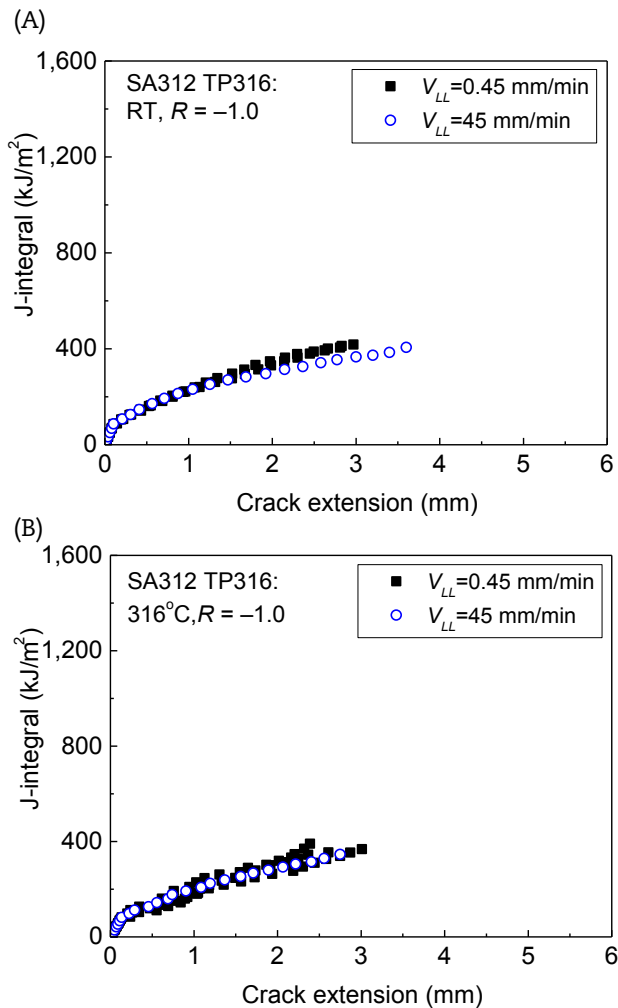 (A)
1,600
SA312 TP316:
RT, R = –1.0
V_LL=0.45 mm/min
V_LL=45 mm/min
1,200
800
400
0
J-integral (kJ/m²)
0 1 2 3 4 5 6
Crack extension (mm)
(B)
1,600
SA312 TP316:
316°C,R = –1.0
V_LL=0.45 mm/min
V_LL=45 mm/min
1,200
800
400
0
J-integral (kJ/m²)
0 1 2 3 4 5 6
Crack extension (mm)